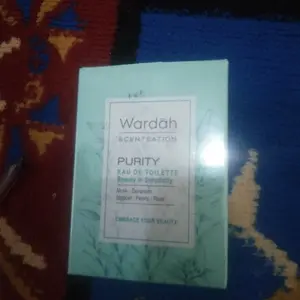 Wardah
SCENTSATION
PURITY
EAU DE TOILETTE
Beauty in Simplicity
EMBRACE YOUR BEAUTY